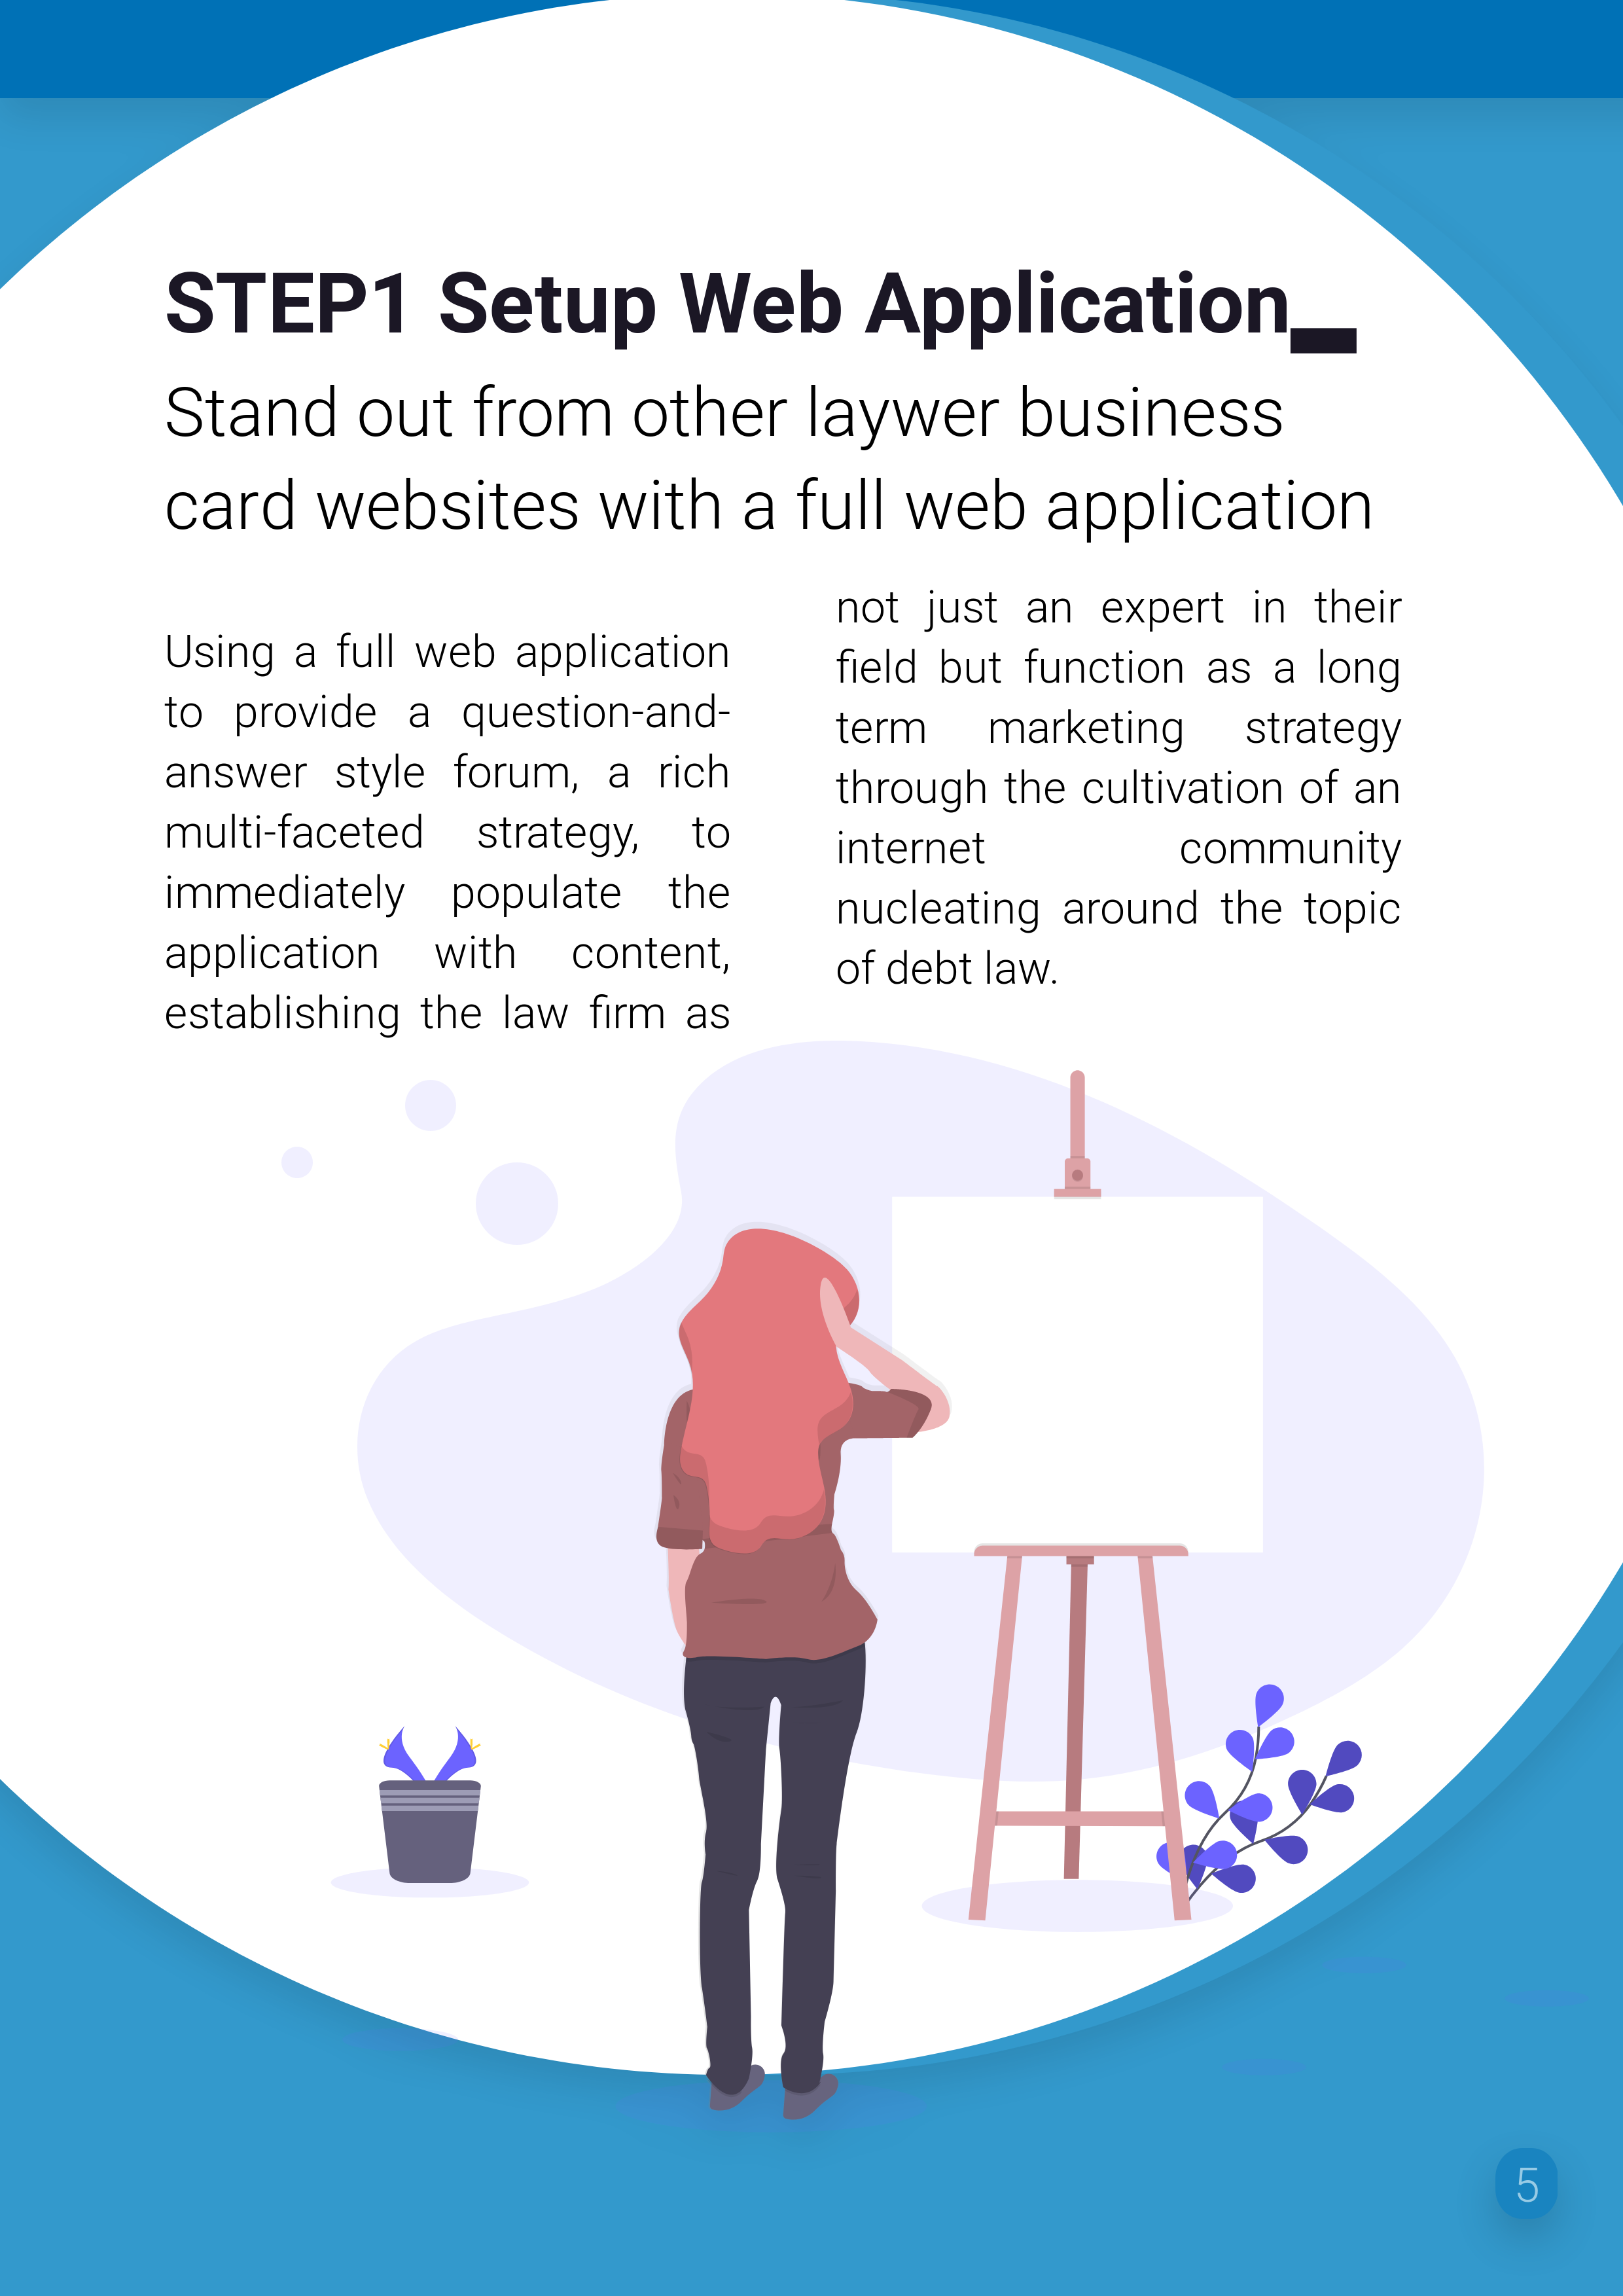 STEP1 Setup Web Application_
Stand out from other laywer business
card websites with a full web application
Using a full web application
to provide a question-and-
answer style forum, a rich
multi-faceted strategy, to
immediately populate the
application with content,
establishing the law firm as
not just an expert in their
field but function as a long
term marketing strategy
through the cultivation of an
internet community
nucleating around the topic
of debt law.
5